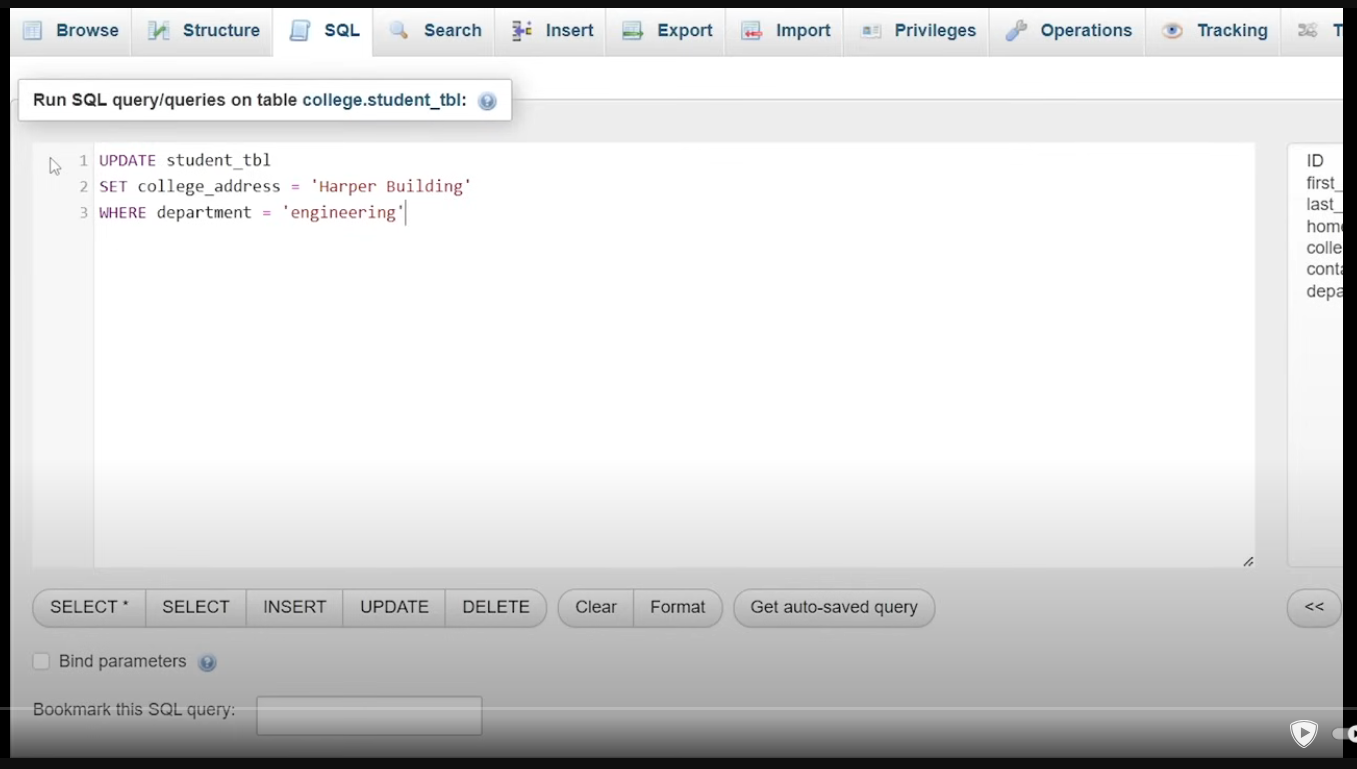 Browse Structure SQL Search Insert Export Import Privileges Operations Tracking
Run SQL query/queries on table college.student_tbl:
1 UPDATE student_tbl
2 SET college_address = 'Harper Building'
3 WHERE department = 'engineering'
ID
first_
last_
home
colle
conta
depa
SELECT * SELECT INSERT UPDATE DELETE Clear Format Get auto-saved query <<
Bind parameters
Bookmark this SQL query: